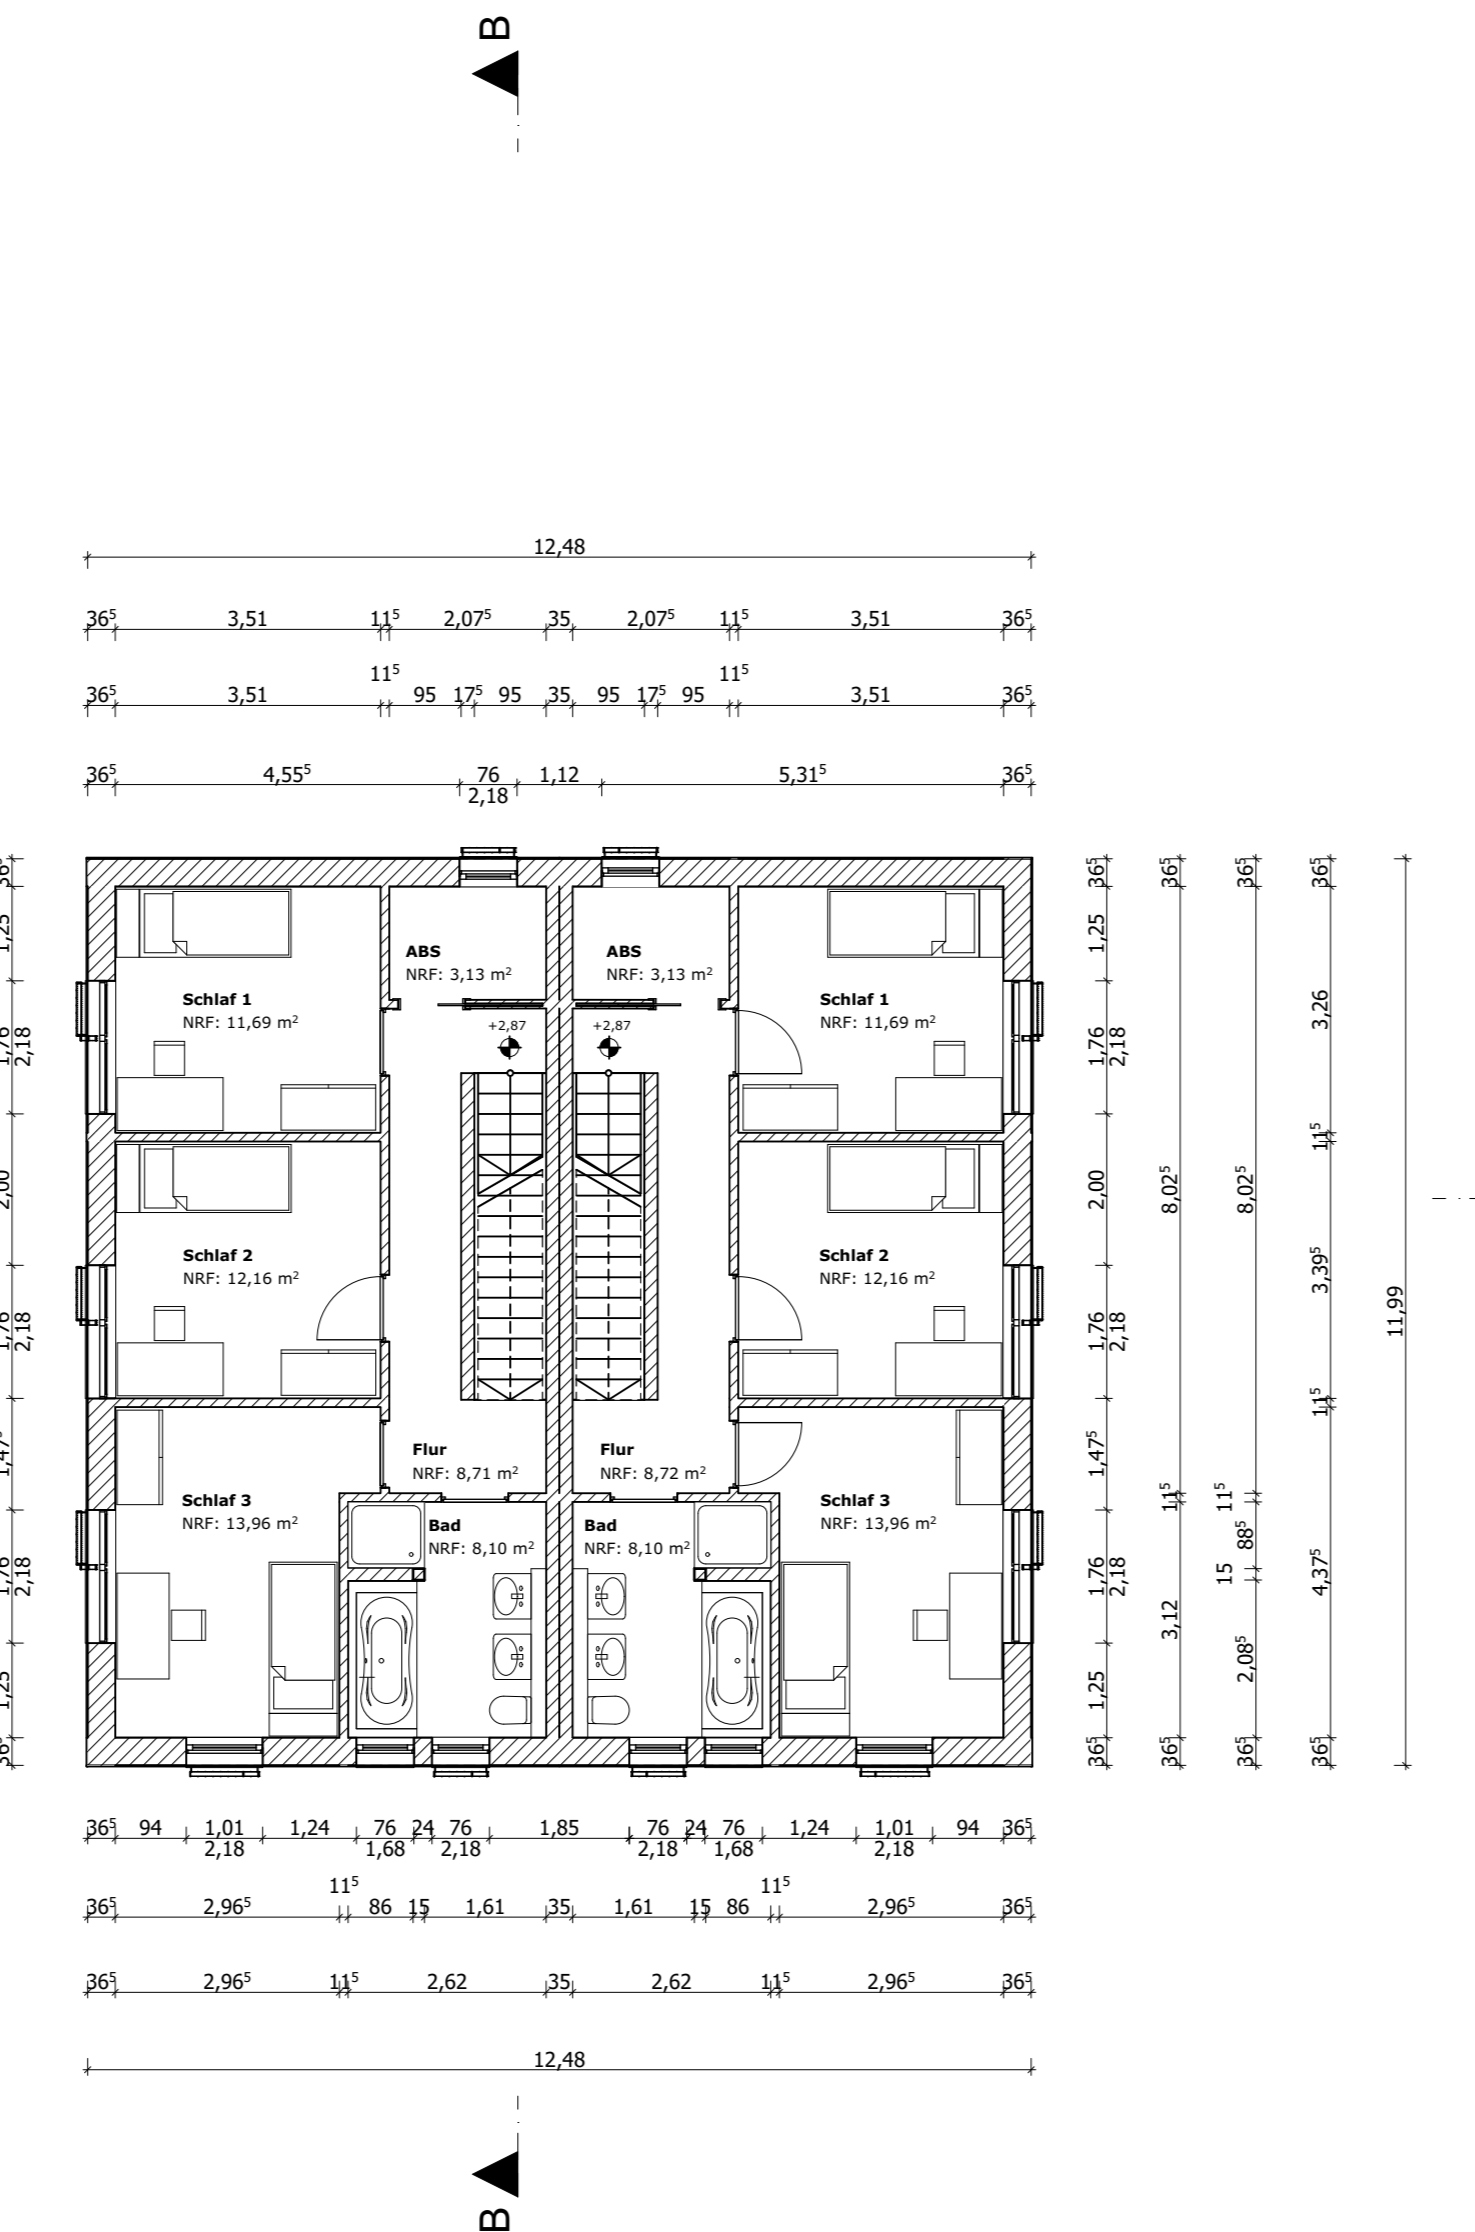 B
12,48
36⁵ 3,51 11⁵ 2,07⁵ 35 2,07⁵ 11⁵ 3,51 36⁵
11⁵ 11⁵
36⁵ 3,51 95 17⁵ 95 35 95 17⁵ 95 3,51 36⁵
36⁵ 4,55⁵ 76 1,12 5,31⁵ 36⁵
2,18
ABS
NRF: 3,13 m²
ABS
NRF: 3,13 m²
Schlaf 1
NRF: 11,69 m²
Schlaf 1
NRF: 11,69 m²
+2,87
+2,87
Schlaf 2
NRF: 12,16 m²
Schlaf 2
NRF: 12,16 m²
Flur
NRF: 8,71 m²
Flur
NRF: 8,72 m²
Schlaf 3
NRF: 13,96 m²
Schlaf 3
NRF: 13,96 m²
Bad
NRF: 8,10 m²
Bad
NRF: 8,10 m²
2,18
2,18
2,18
36⁵ 1,25 1,76 2,00 1,76 1,47⁵ 1,76 1,25 36⁵
2,18 2,18 2,18
36⁵ 8,02⁵ 11⁵ 3,12 36⁵
11⁵ 15
36⁵ 8,02⁵ 88⁵ 2,08⁵ 36⁵
36⁵ 3,26 11⁵ 3,39⁵ 11⁵ 4,37⁵ 36⁵
11,99
36⁵ 94 1,01 1,24 76 24 76 1,85 76 24 76 1,24 1,01 94 36⁵
2,18 1,68 2,18 2,18 1,68 2,18
11⁵ 11⁵
36⁵ 2,96⁵ 86 15 1,61 35 1,61 15 86 2,96⁵ 36⁵
36⁵ 2,96⁵ 11⁵ 2,62 35 2,62 11⁵ 2,96⁵ 36⁵
12,48
B